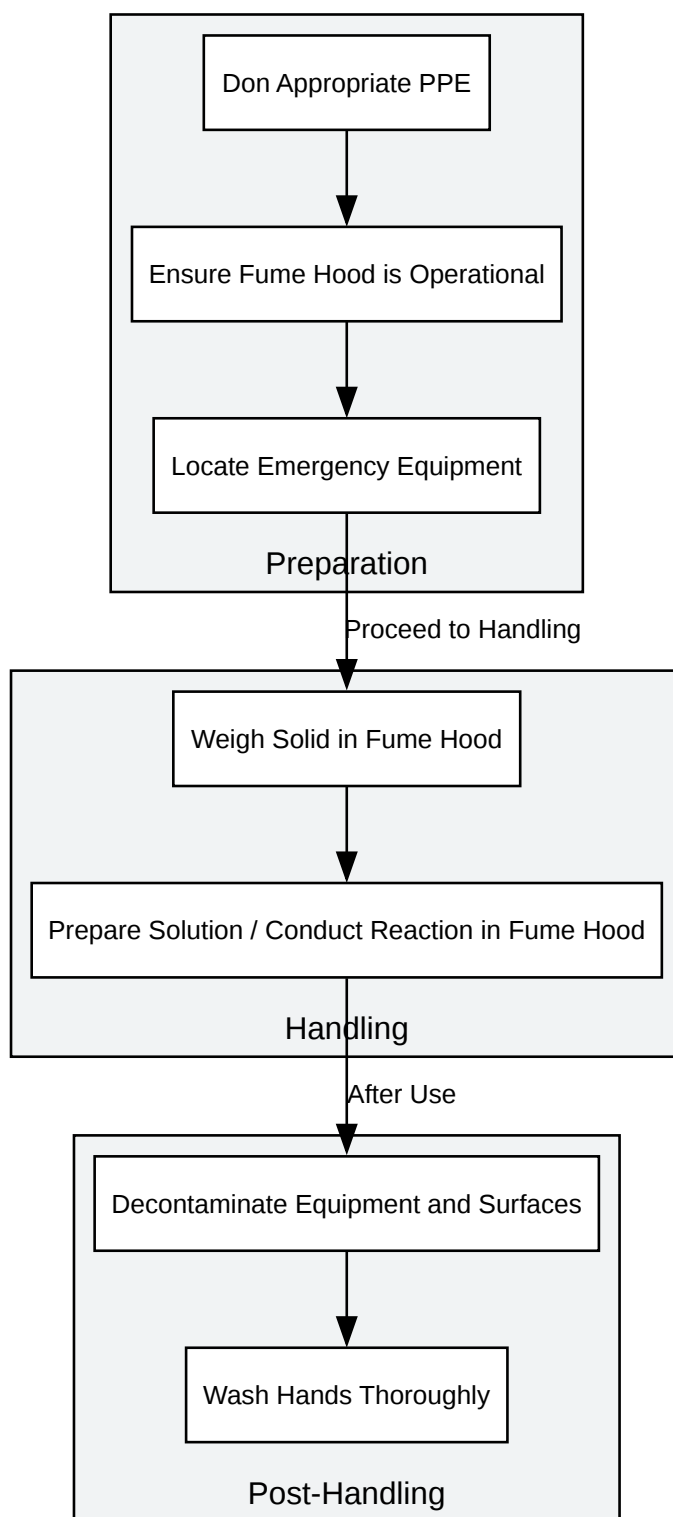 Don Appropriate PPE
Ensure Fume Hood is Operational
Locate Emergency Equipment
Preparation
Proceed to Handling
Weigh Solid in Fume Hood
Prepare Solution / Conduct Reaction in Fume Hood
Handling
After Use
Decontaminate Equipment and Surfaces
Wash Hands Thoroughly
Post-Handling